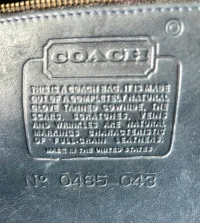 COACH
THIS IS A COACH BAG. IT IS MADE
OUT OF A COMPLETELY NATURAL
GLOVE TANNED COWHIDE. THE
SCARS, SCRATCHES, VEINS
AND WRINKLES ARE NATURAL
MARKINGS CHARACTERISTIC
OF FULL-GRAIN LEATHERS.
MADE IN THE UNITED STATES
Nº 0485-043